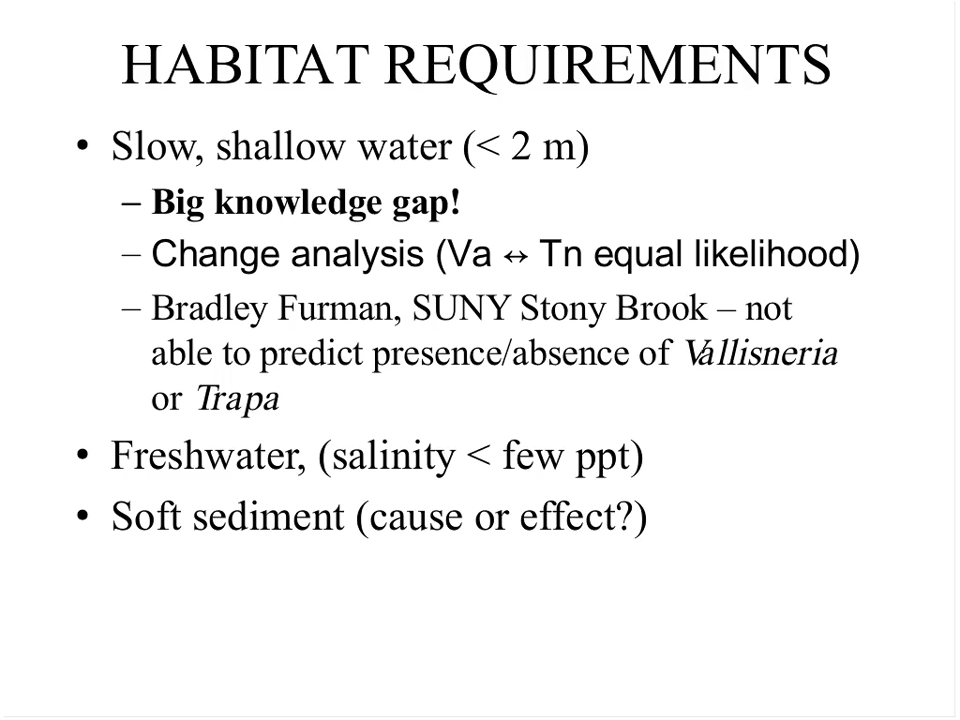 HABITAT REQUIREMENTS
• Slow, shallow water (< 2 m)
– Big knowledge gap!
– Change analysis (Va ↔ Tn equal likelihood)
– Bradley Furman, SUNY Stony Brook – not
able to predict presence/absence of Vallisneria
or Trapa
• Freshwater, (salinity < few ppt)
• Soft sediment (cause or effect?)